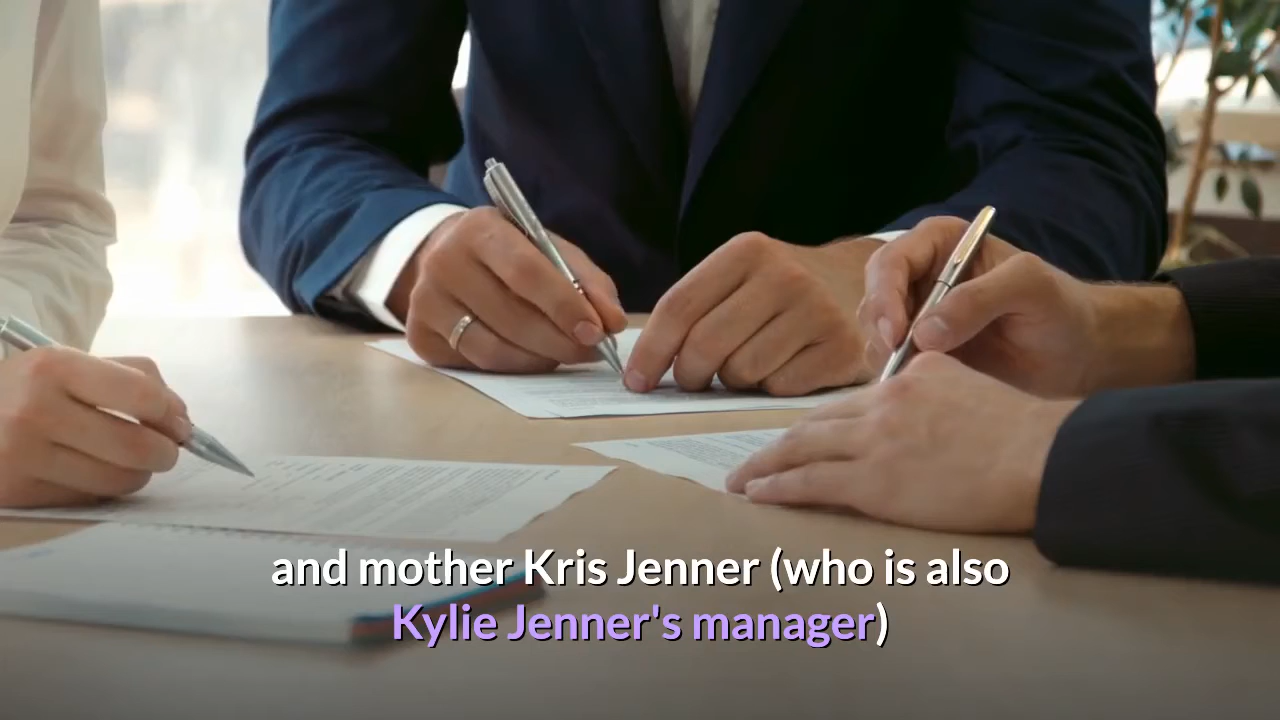 and mother Kris Jenner (who is also
Kylie Jenner's manager)